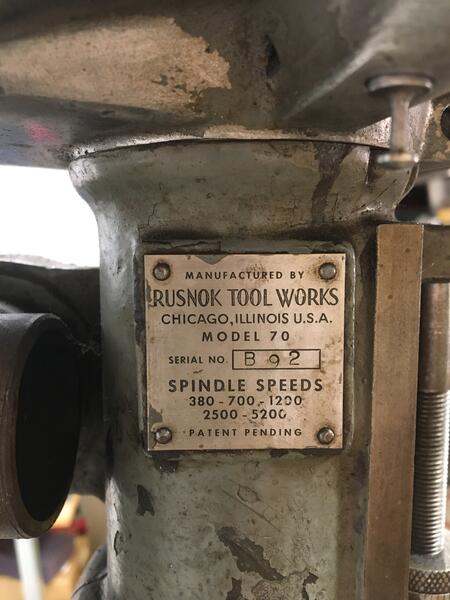 MANUFACTURED BY
RUSNOK TOOL WORKS
CHICAGO, ILLINOIS U.S.A.
MODEL 70
SERIAL NO. B 92
SPINDLE SPEEDS
380 - 700 - 1200
2500 - 5200
PATENT PENDING